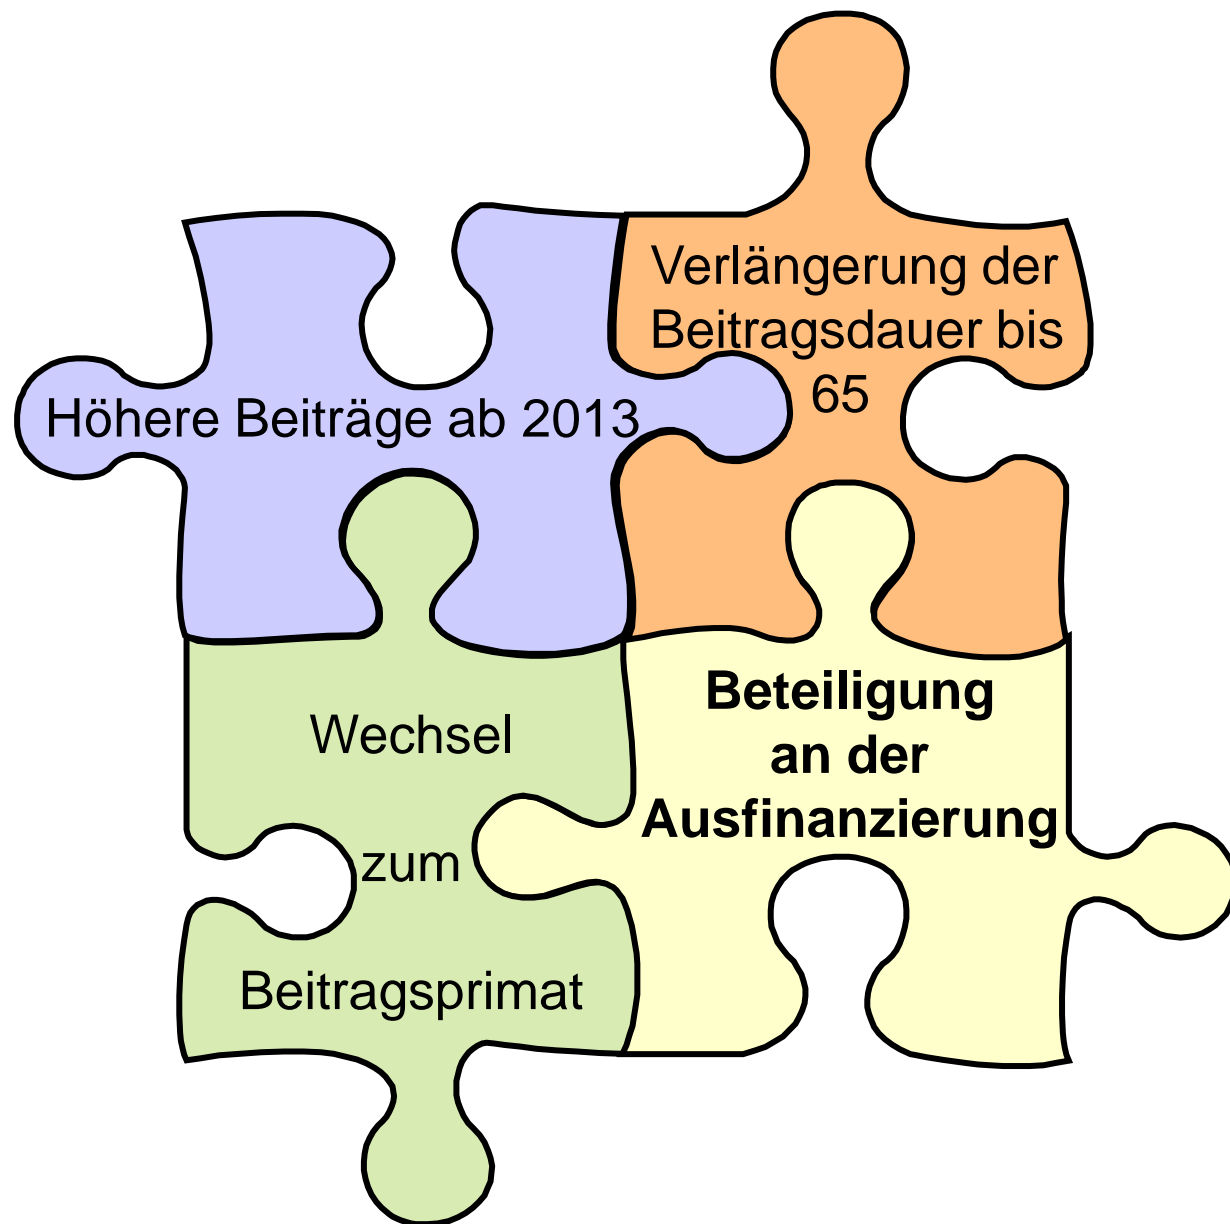 Höhere Beiträge ab 2013
Verlängerung der
Beitragsdauer bis
65
Wechsel
zum
Beitragsprimat
Beteiligung
an der
Ausfinanzierung